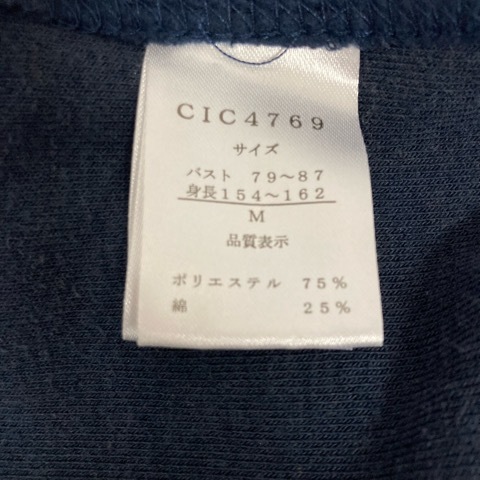 CIC4769
サイズ
バスト 79〜87
身長154〜162
M
品質表示
ポリエステル 75%
綿 25%